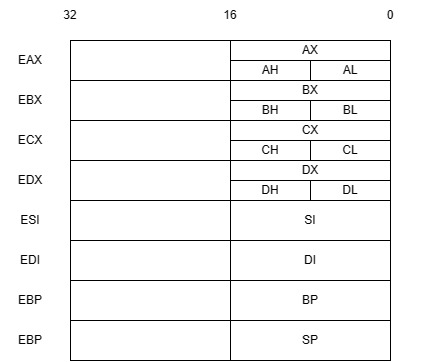 32 16 0
EAX
AX
AH AL
EBX
BX
BH BL
ECX
CX
CH CL
EDX
DX
DH DL
ESI SI
EDI DI
EBP BP
EBP SP